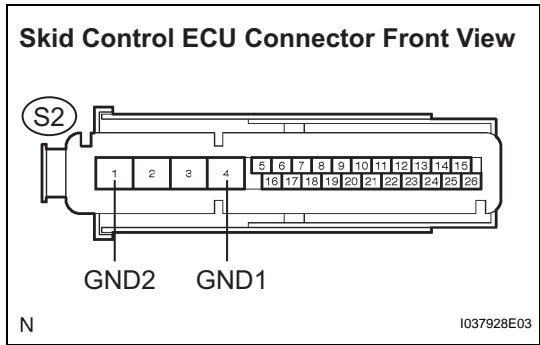 Skid Control ECU Connector Front View
S2
1 2 3 4 5 6 7 8 9 10 11 12 13 14 15
16 17 18 19 20 21 22 23 24 25 26
GND2 GND1
N I037928E03